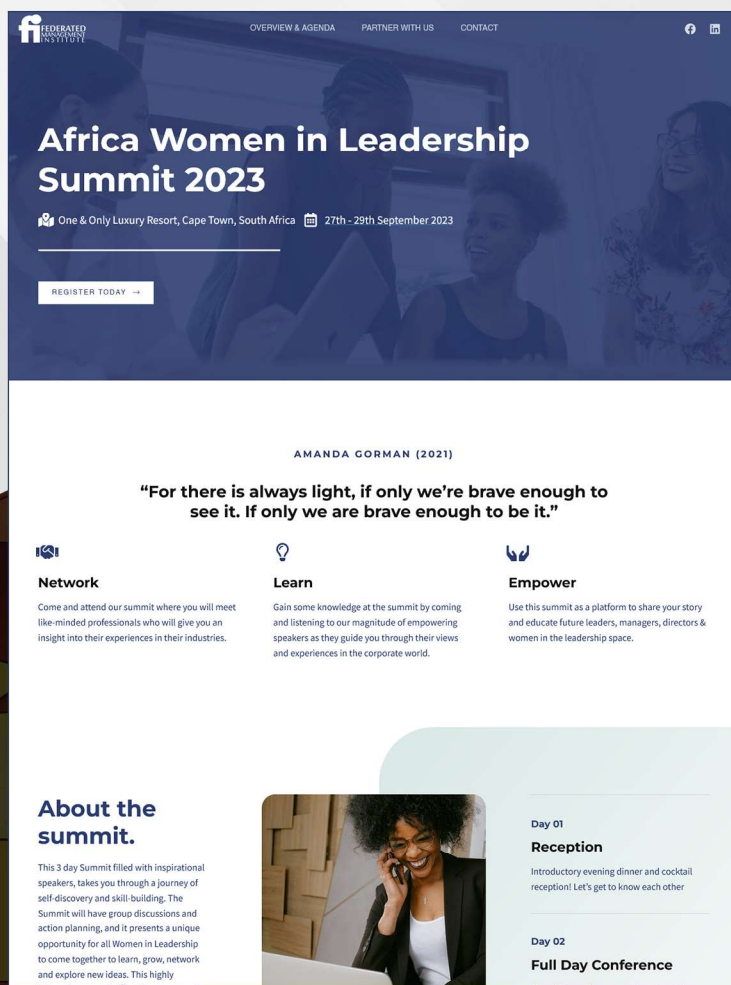 fi FEDERATED
MANAGEMENT
INSTITUTE
OVERVIEW & AGENDA
PARTNER WITH US
CONTACT
Africa Women in Leadership
Summit 2023
One & Only Luxury Resort, Cape Town, South Africa
27th - 29th September 2023
REGISTER TODAY →
AMANDA GORMAN (2021)
“For there is always light, if only we’re brave enough to
see it. If only we are brave enough to be it.”
Network
Come and attend our summit where you will meet
like-minded professionals who will give you an
insight into their experiences in their industries.
Learn
Gain some knowledge at the summit by coming
and listening to our magnitude of empowering
speakers as they guide you through their views
and experiences in the corporate world.
Empower
Use this summit as a platform to share your story
and educate future leaders, managers, directors &
women in the leadership space.
About the
summit.
This 3 day Summit filled with inspirational
speakers, takes you through a journey of
self-discovery and skill-building. The
Summit will have group discussions and
action planning, and it presents a unique
opportunity for all Women in Leadership
to come together to learn, grow, network
and explore new ideas. This highly
Day 01
Reception
Introductory evening dinner and cocktail
reception! Let’s get to know each other
Day 02
Full Day Conference